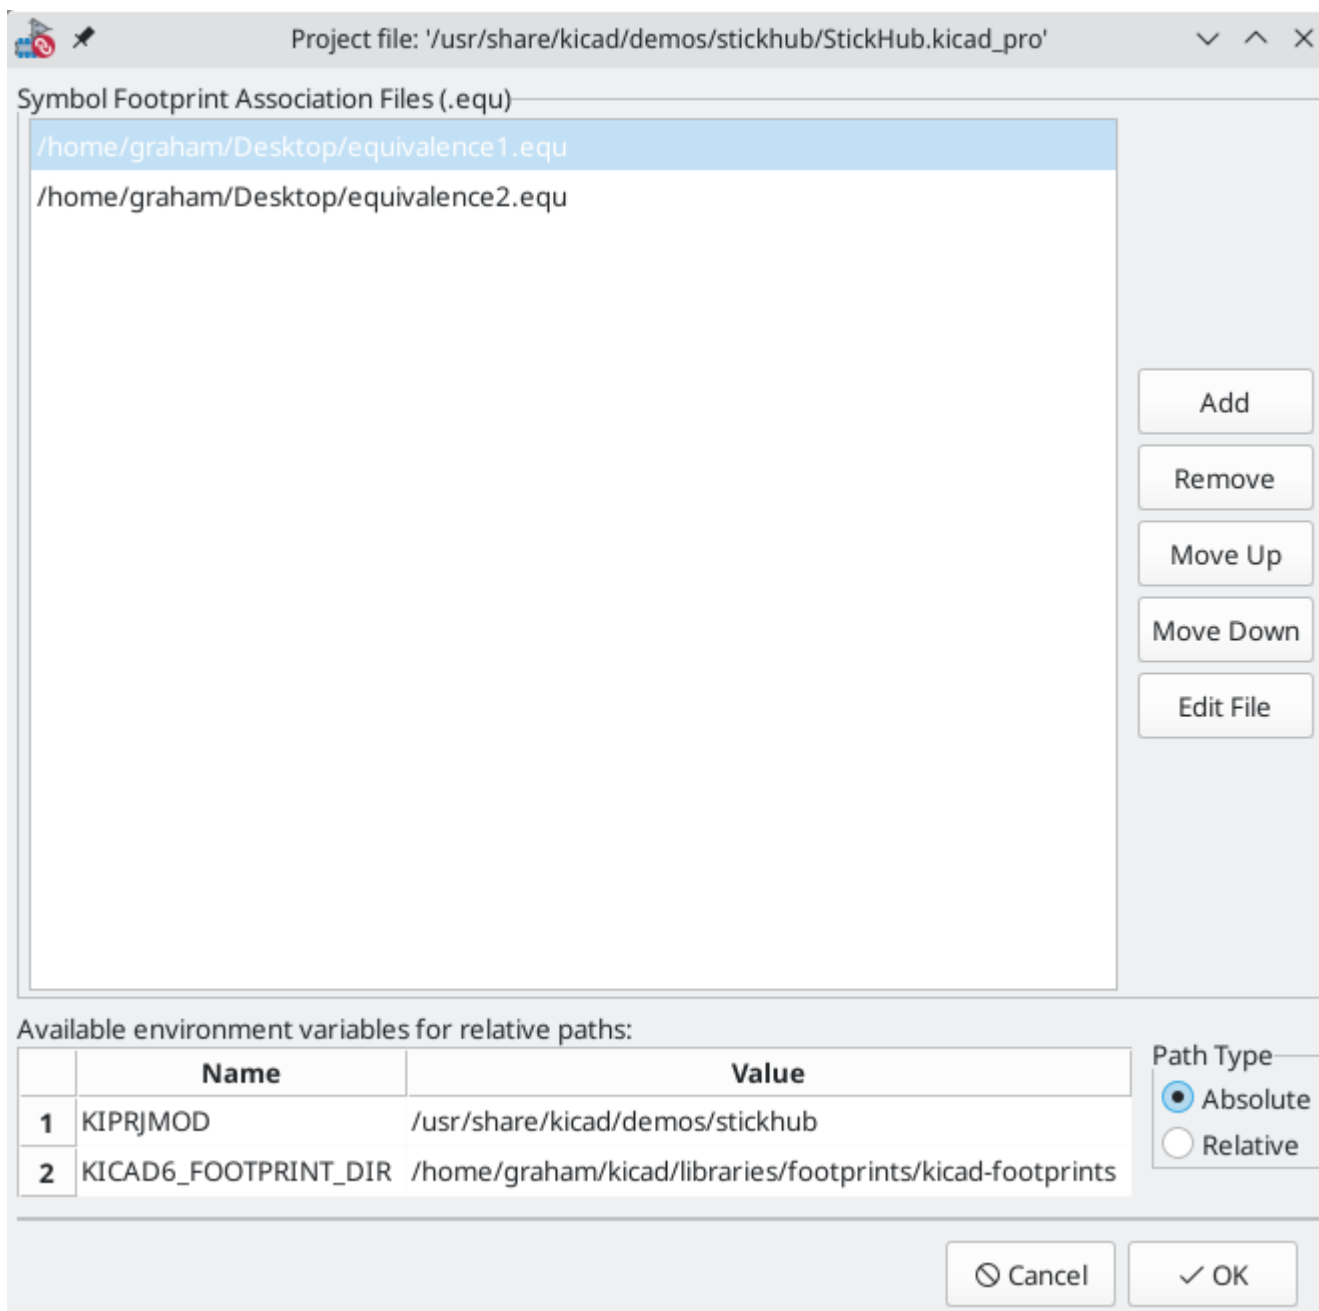 Project file: '/usr/share/kicad/demos/stickhub/StickHub.kicad_pro'
Symbol Footprint Association Files (.equ)
/home/graham/Desktop/equivalence1.equ
/home/graham/Desktop/equivalence2.equ
Add
Remove
Move Up
Move Down
Edit File
Available environment variables for relative paths:
Name Value
1 KIPRJMOD /usr/share/kicad/demos/stickhub
2 KICAD6_FOOTPRINT_DIR /home/graham/kicad/libraries/footprints/kicad-footprints
Path Type
Absolute
Relative
Cancel OK